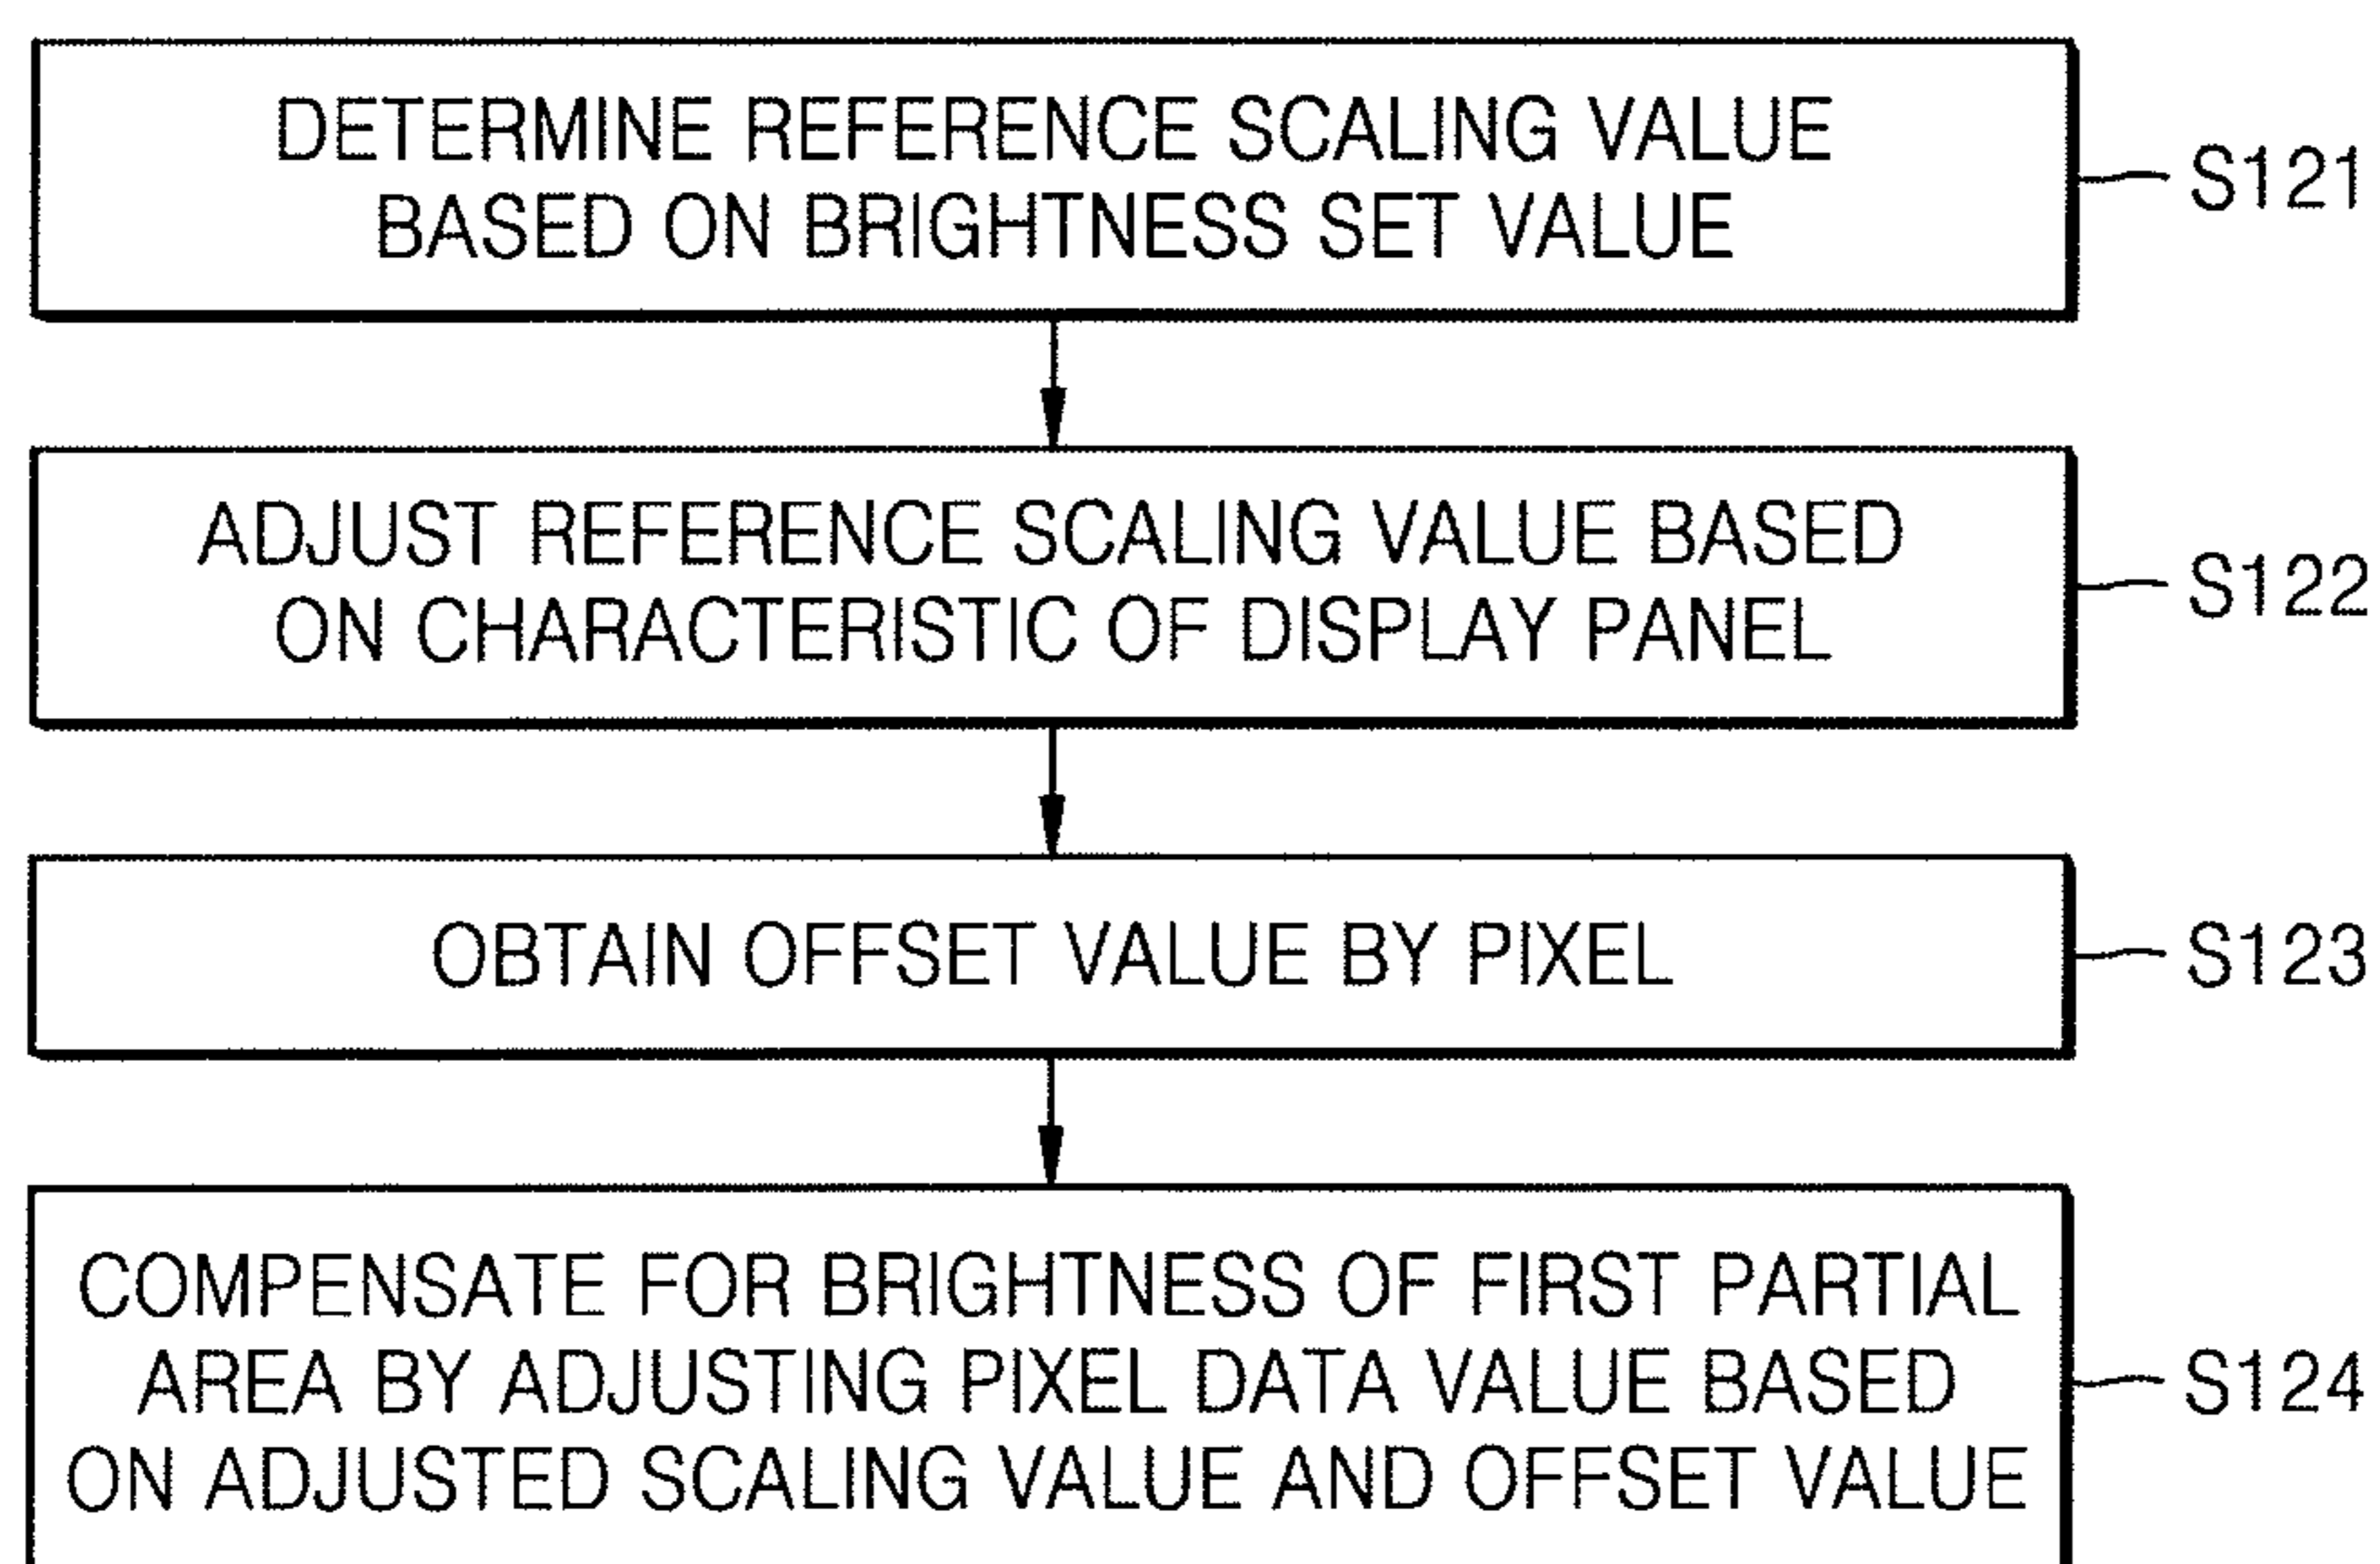 DETERMINE REFERENCE SCALING VALUE
BASED ON BRIGHTNESS SET VALUE
S121
ADJUST REFERENCE SCALING VALUE BASED
ON CHARACTERISTIC OF DISPLAY PANEL
S122
OBTAIN OFFSET VALUE BY PIXEL
S123
COMPENSATE FOR BRIGHTNESS OF FIRST PARTIAL
AREA BY ADJUSTING PIXEL DATA VALUE BASED
ON ADJUSTED SCALING VALUE AND OFFSET VALUE
S124